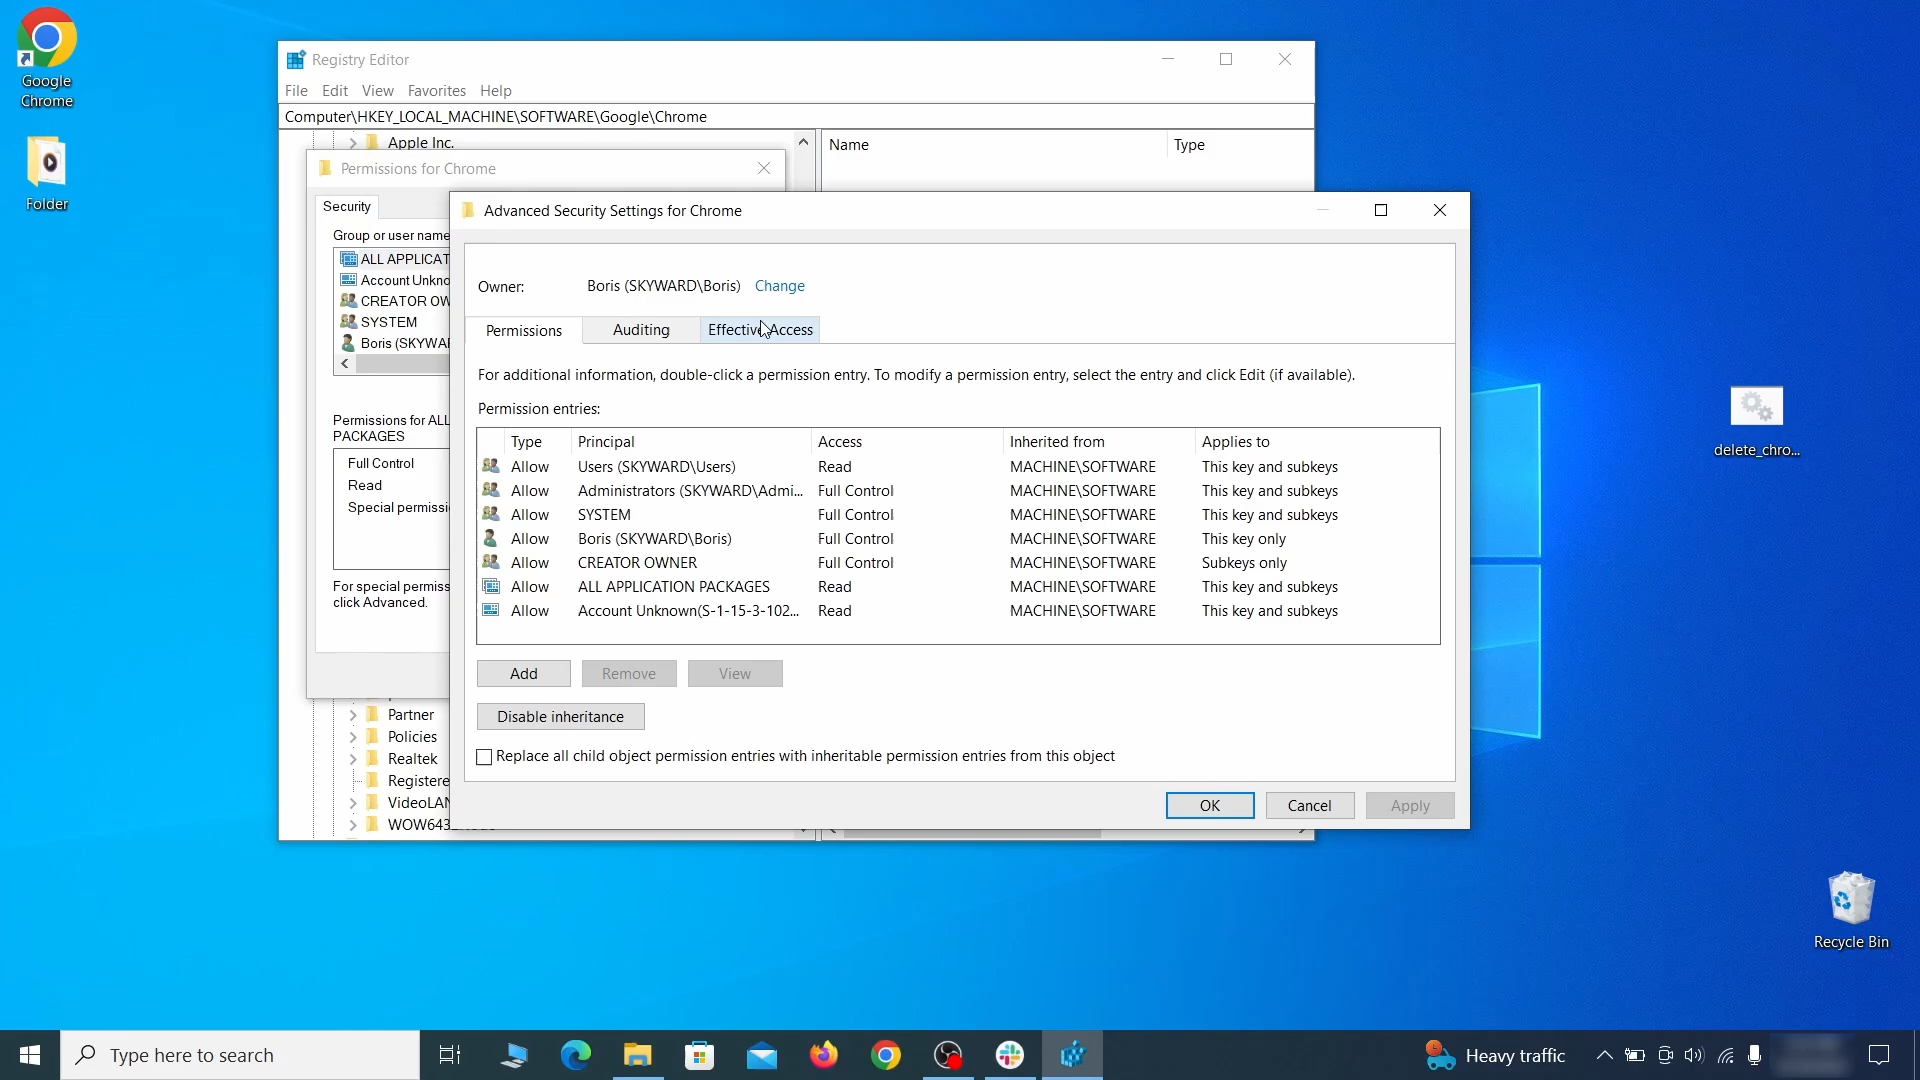 Google
Chrome
Folder
Registry Editor
File Edit View Favorites Help
Computer\HKEY_LOCAL_MACHINE\SOFTWARE\Google\Chrome
Apple Inc.
Name Type
Permissions for Chrome
Security
Group or user name
ALL APPLICAT
Account Unkno
CREATOR OW
SYSTEM
Boris (SKYWA
Permissions for ALL
PACKAGES
Full Control
Read
Special permissi
For special permiss
click Advanced.
Partner
Policies
Realtek
Registere
VideoLAN
Advanced Security Settings for Chrome
Owner: Boris (SKYWARD\Boris) Change
Permissions Auditing Effective Access
For additional information, double-click a permission entry. To modify a permission entry, select the entry and click Edit (if available).
Permission entries:
Type Principal Access Inherited from Applies to
Allow Users (SKYWARD\Users) Read MACHINE\SOFTWARE This key and subkeys
Allow Administrators (SKYWARD\Admi... Full Control MACHINE\SOFTWARE This key and subkeys
Allow SYSTEM Full Control MACHINE\SOFTWARE This key and subkeys
Allow Boris (SKYWARD\Boris) Full Control MACHINE\SOFTWARE This key only
Allow CREATOR OWNER Full Control MACHINE\SOFTWARE Subkeys only
Allow ALL APPLICATION PACKAGES Read MACHINE\SOFTWARE This key and subkeys
Allow Account Unknown(S-1-15-3-102... Read MACHINE\SOFTWARE This key and subkeys
Add Remove View
Disable inheritance
Replace all child object permission entries with inheritable permission entries from this object
OK Cancel Apply
delete_chro...
Recycle Bin
Type here to search
Heavy traffic